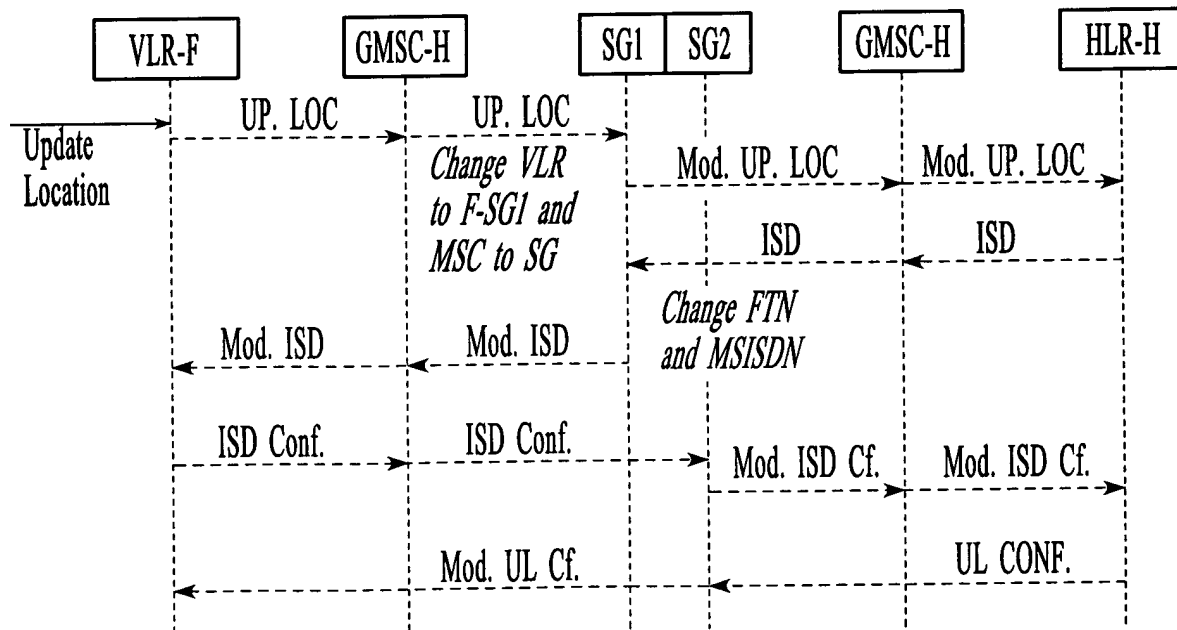 VLR-F
GMSC-H
SG1
SG2
GMSC-H
HLR-H
UP. LOC
UP. LOC
Update
Location
Change VLR
to F-SG1 and
MSC to SG
Mod. UP. LOC
Mod. UP. LOC
ISD
ISD
Change FTN
and MSISDN
Mod. ISD
Mod. ISD
ISD Conf.
ISD Conf.
Mod. ISD Cf.
Mod. ISD Cf.
Mod. UL Cf.
UL CONF.